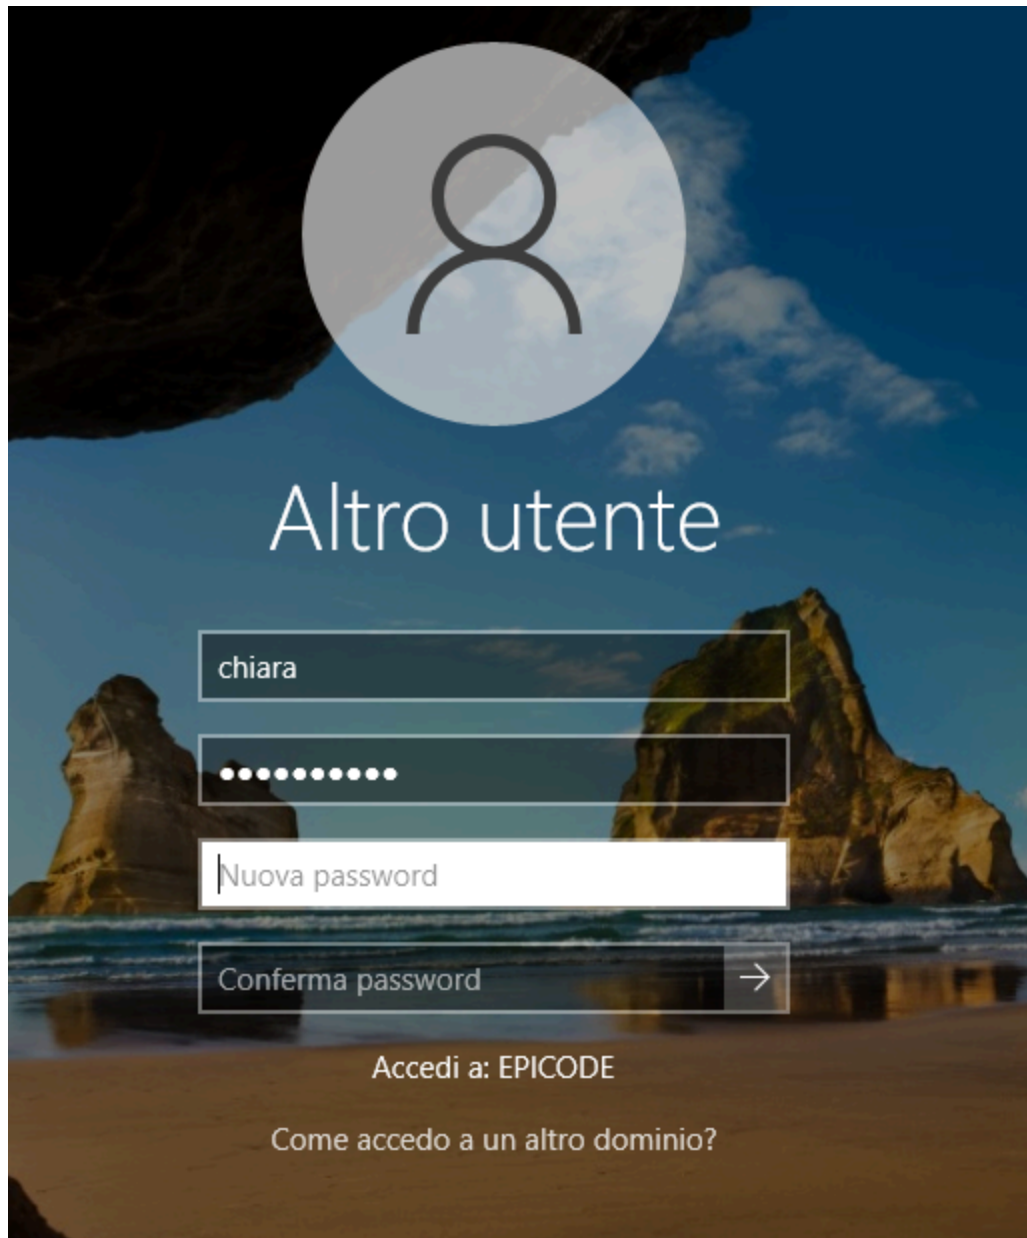 Altro utente
chiara
●●●●●●●●●●
Nuova password
Conferma password
Accedi a: EPICODE
Come accedo a un altro dominio?